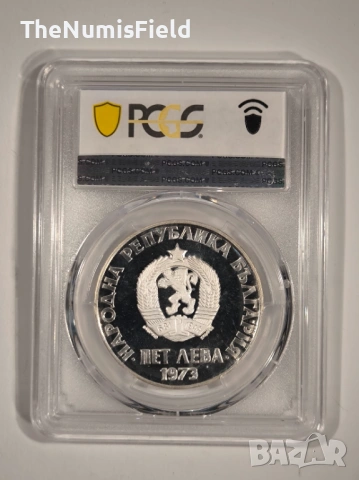 TheNumisField
PCGS
НАРОДНА РЕПУБЛИКА БЪЛГАРИЯ
ПЕТ ЛЕВА
1973
BAZAR